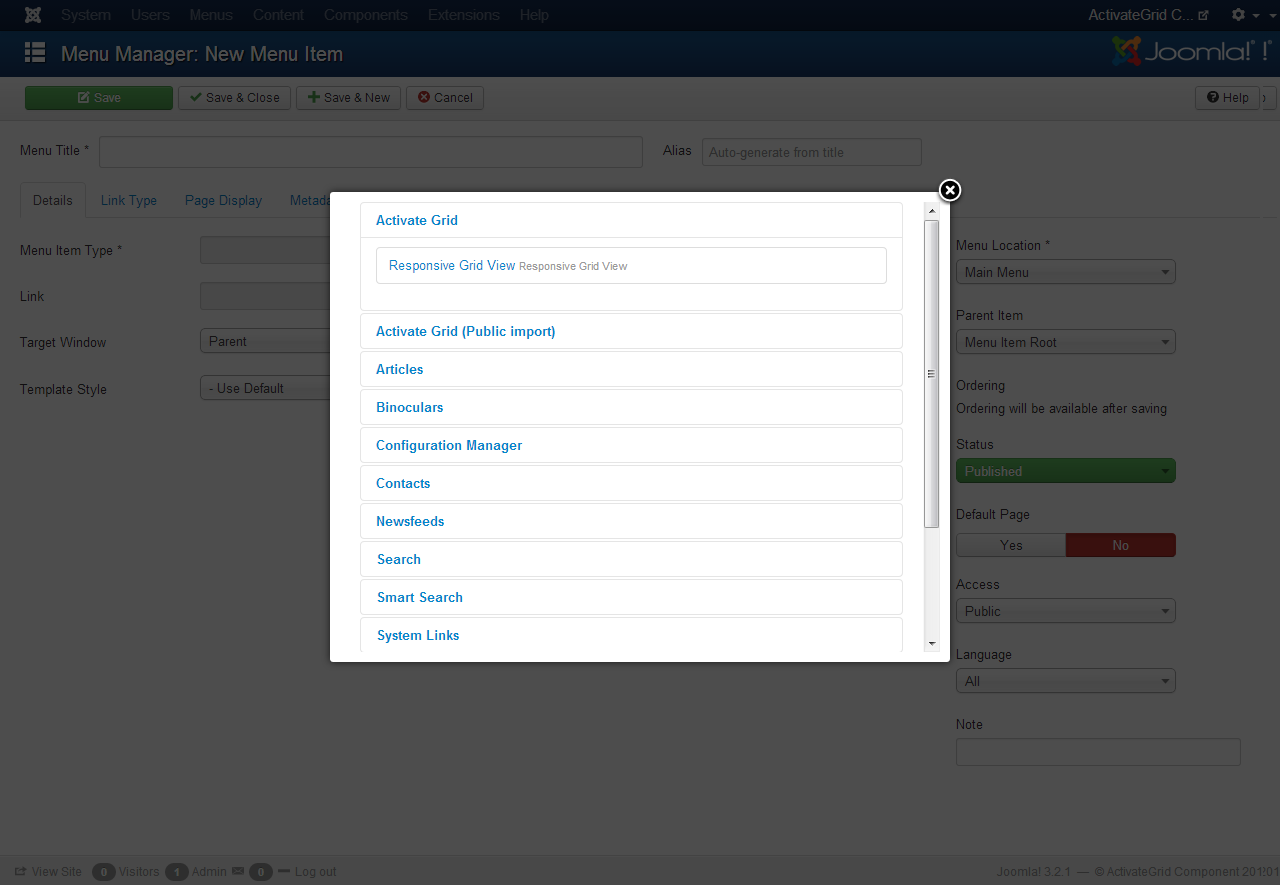 System Users Menus Content Components Extensions Help ActivateGrid C...
Menu Manager: New Menu Item Joomla!® !®
Save Save & Close Save & New Cancel Help
Menu Title * Alias Auto-generate from title
Details Link Type Page Display Metada
Menu Item Type *
Link
Target Window Parent
Template Style - Use Default
Activate Grid
Responsive Grid View Responsive Grid View
Activate Grid (Public import)
Articles
Binoculars
Configuration Manager
Contacts
Newsfeeds
Search
Smart Search
System Links
Menu Location *
Main Menu
Parent Item
Menu Item Root
Ordering
Ordering will be available after saving
Status
Published
Default Page
Yes No
Access
Public
Language
All
Note
View Site 0 Visitors 1 Admin 0 Log out Joomla! 3.2.1 — © ActivateGrid Component